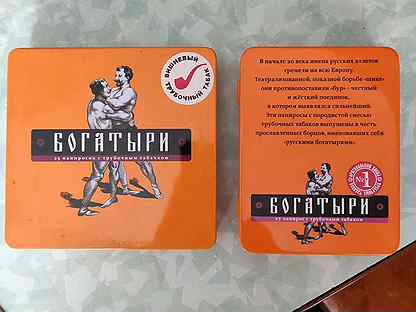 ВИШНЕВЫЙ
ТРУБОЧНЫЙ ТАБАК
БОГАТЫРИ
25 папирос с трубочным табаком
В начале 20 века имена русских атлетов
гремели на всю Европу.
Театрализованной, показной борьбе «шике»
они противопоставили «бур» - честный
и жёсткий поединок,
в котором выявлялся сильнейший.
Эти папиросы с породистой смесью
трубочных табаков выпущены в честь
прославленных борцов, именовавших себя
«русскими богатырями».
№1
БОГАТЫРИ
25 папирос с трубочным табаком